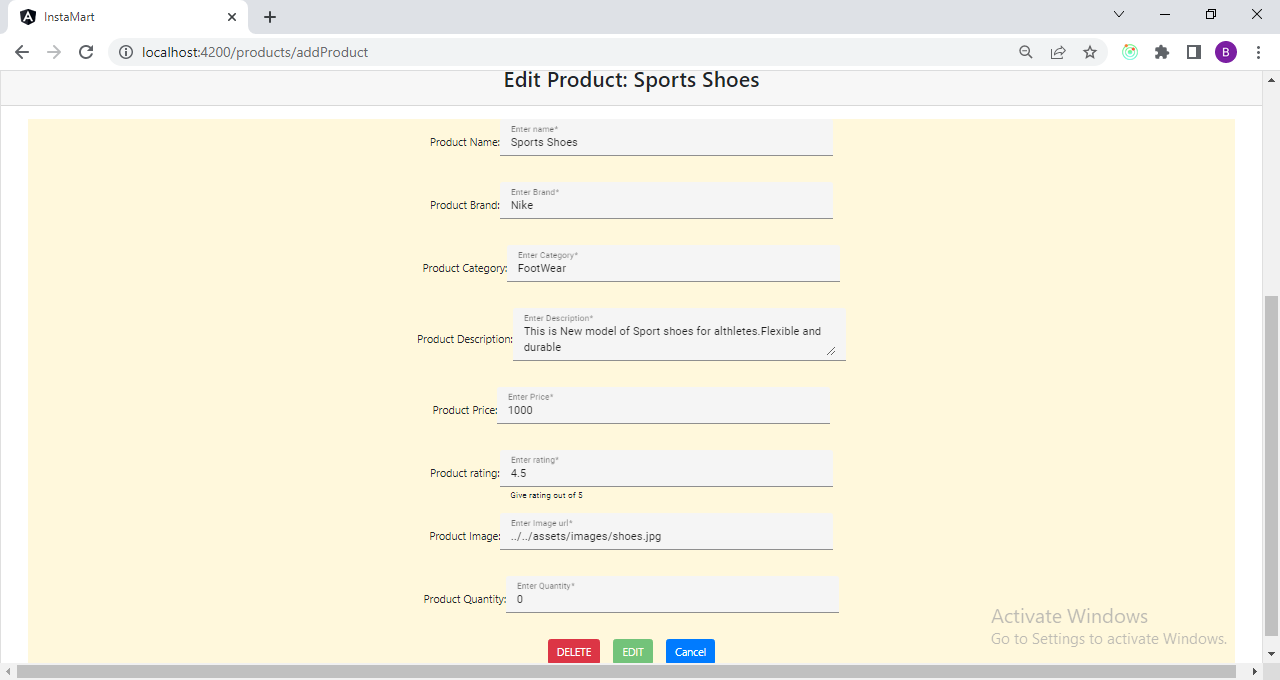 InstaMart
localhost:4200/products/addProduct
B
Edit Product: Sports Shoes
Enter name*
Product Name: Sports Shoes
Enter Brand*
Product Brand: Nike
Enter Category*
Product Category: FootWear
Enter Description*
This is New model of Sport shoes for althletes.Flexible and
Product Description:
durable
Enter Price*
Product Price: 1000
Enter rating*
Product rating: 4.5
Give rating out of 5
Enter Image url*
Product Image: ../../assets/images/shoes.jpg
Enter Quantity*
Product Quantity: 0
DELETE EDIT Cancel
Activate Windows
Go to Settings to activate Windows.